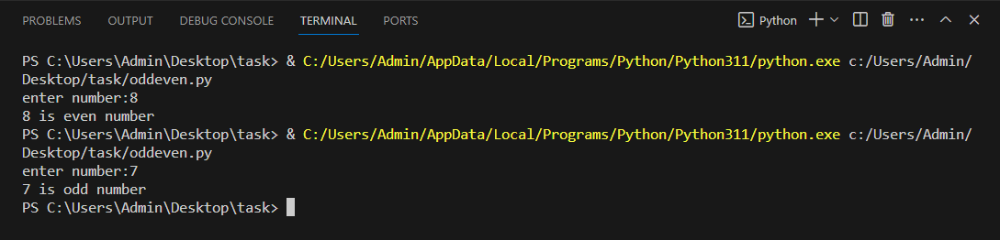 PROBLEMS OUTPUT DEBUG CONSOLE TERMINAL PORTS Python
PS C:\Users\Admin\Desktop\task> & C:/Users/Admin/AppData/Local/Programs/Python/Python311/python.exe c:/Users/Admin/
Desktop/task/oddeven.py
enter number:8
8 is even number
PS C:\Users\Admin\Desktop\task> & C:/Users/Admin/AppData/Local/Programs/Python/Python311/python.exe c:/Users/Admin/
Desktop/task/oddeven.py
enter number:7
7 is odd number
PS C:\Users\Admin\Desktop\task>